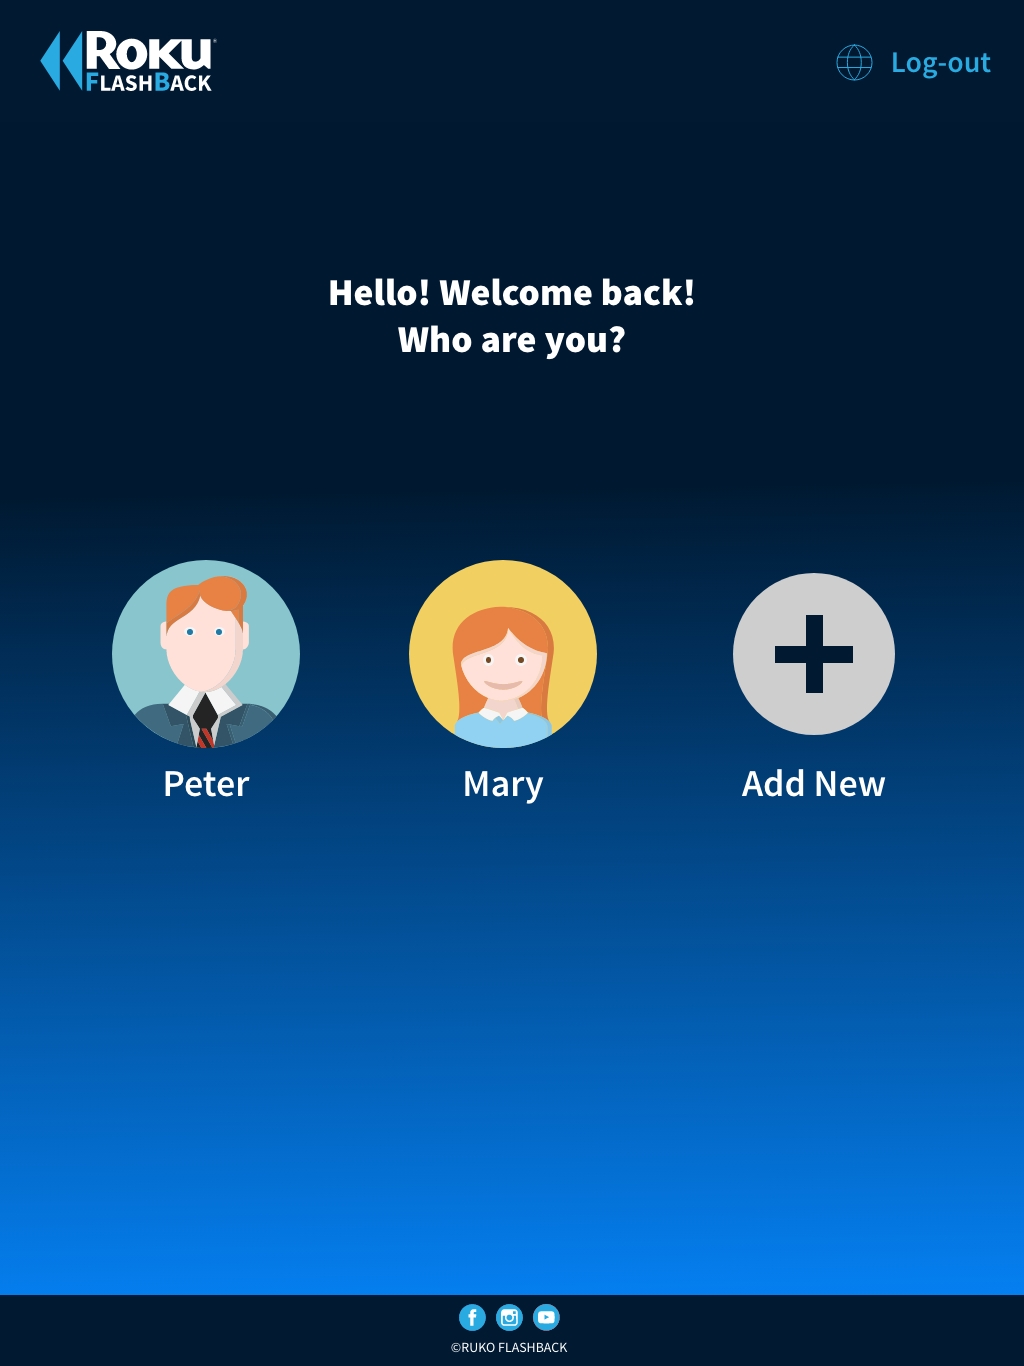 ROKU
FLASHBACK
Log-out
Hello! Welcome back!
Who are you?
Peter
Mary
Add New
©RUKO FLASHBACK